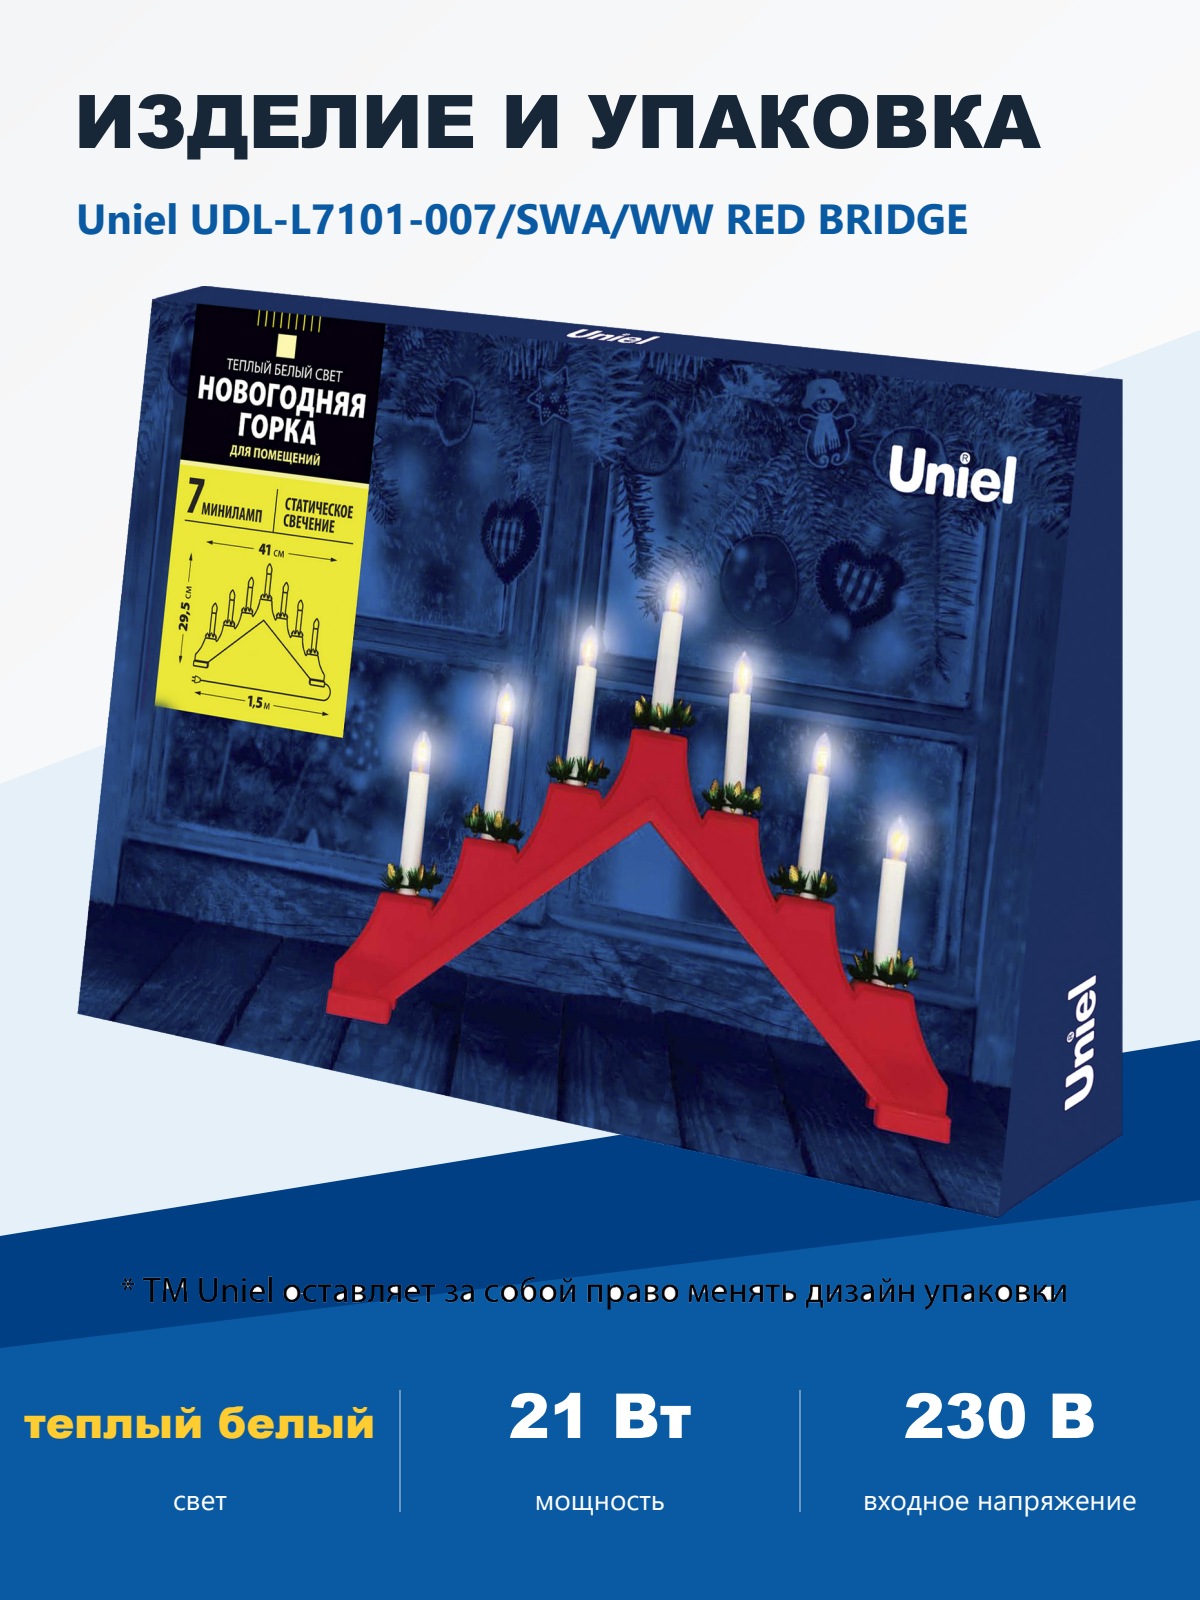 ИЗДЕЛИЕ И УПАКОВКА
Uniel UDL-L7101-007/SWA/WW RED BRIDGE
Uniel
ТЕПЛЫЙ БЕЛЫЙ СВЕТ
НОВОГОДНЯЯ
ГОРКА
ДЛЯ ПОМЕЩЕНИЙ
7 МИНИЛАМП
СТАТИЧЕСКОЕ
СВЕЧЕНИЕ
41 СМ
29,5 СМ
1,5 М
Uniel®
Uniel®
* ТМ Uniel оставляет за собой право менять дизайн упаковки
теплый белый
свет
21 Вт
мощность
230 В
входное напряжение